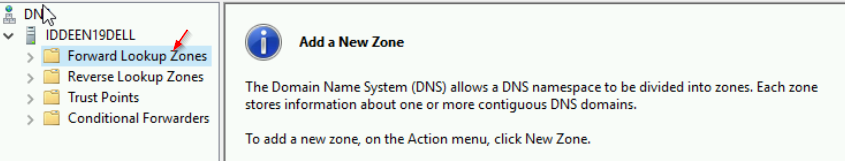 DNS
IDDEEN19DELL
Forward Lookup Zones
Reverse Lookup Zones
Trust Points
Conditional Forwarders
Add a New Zone
The Domain Name System (DNS) allows a DNS namespace to be divided into zones. Each zone
stores information about one or more contiguous DNS domains.
To add a new zone, on the Action menu, click New Zone.